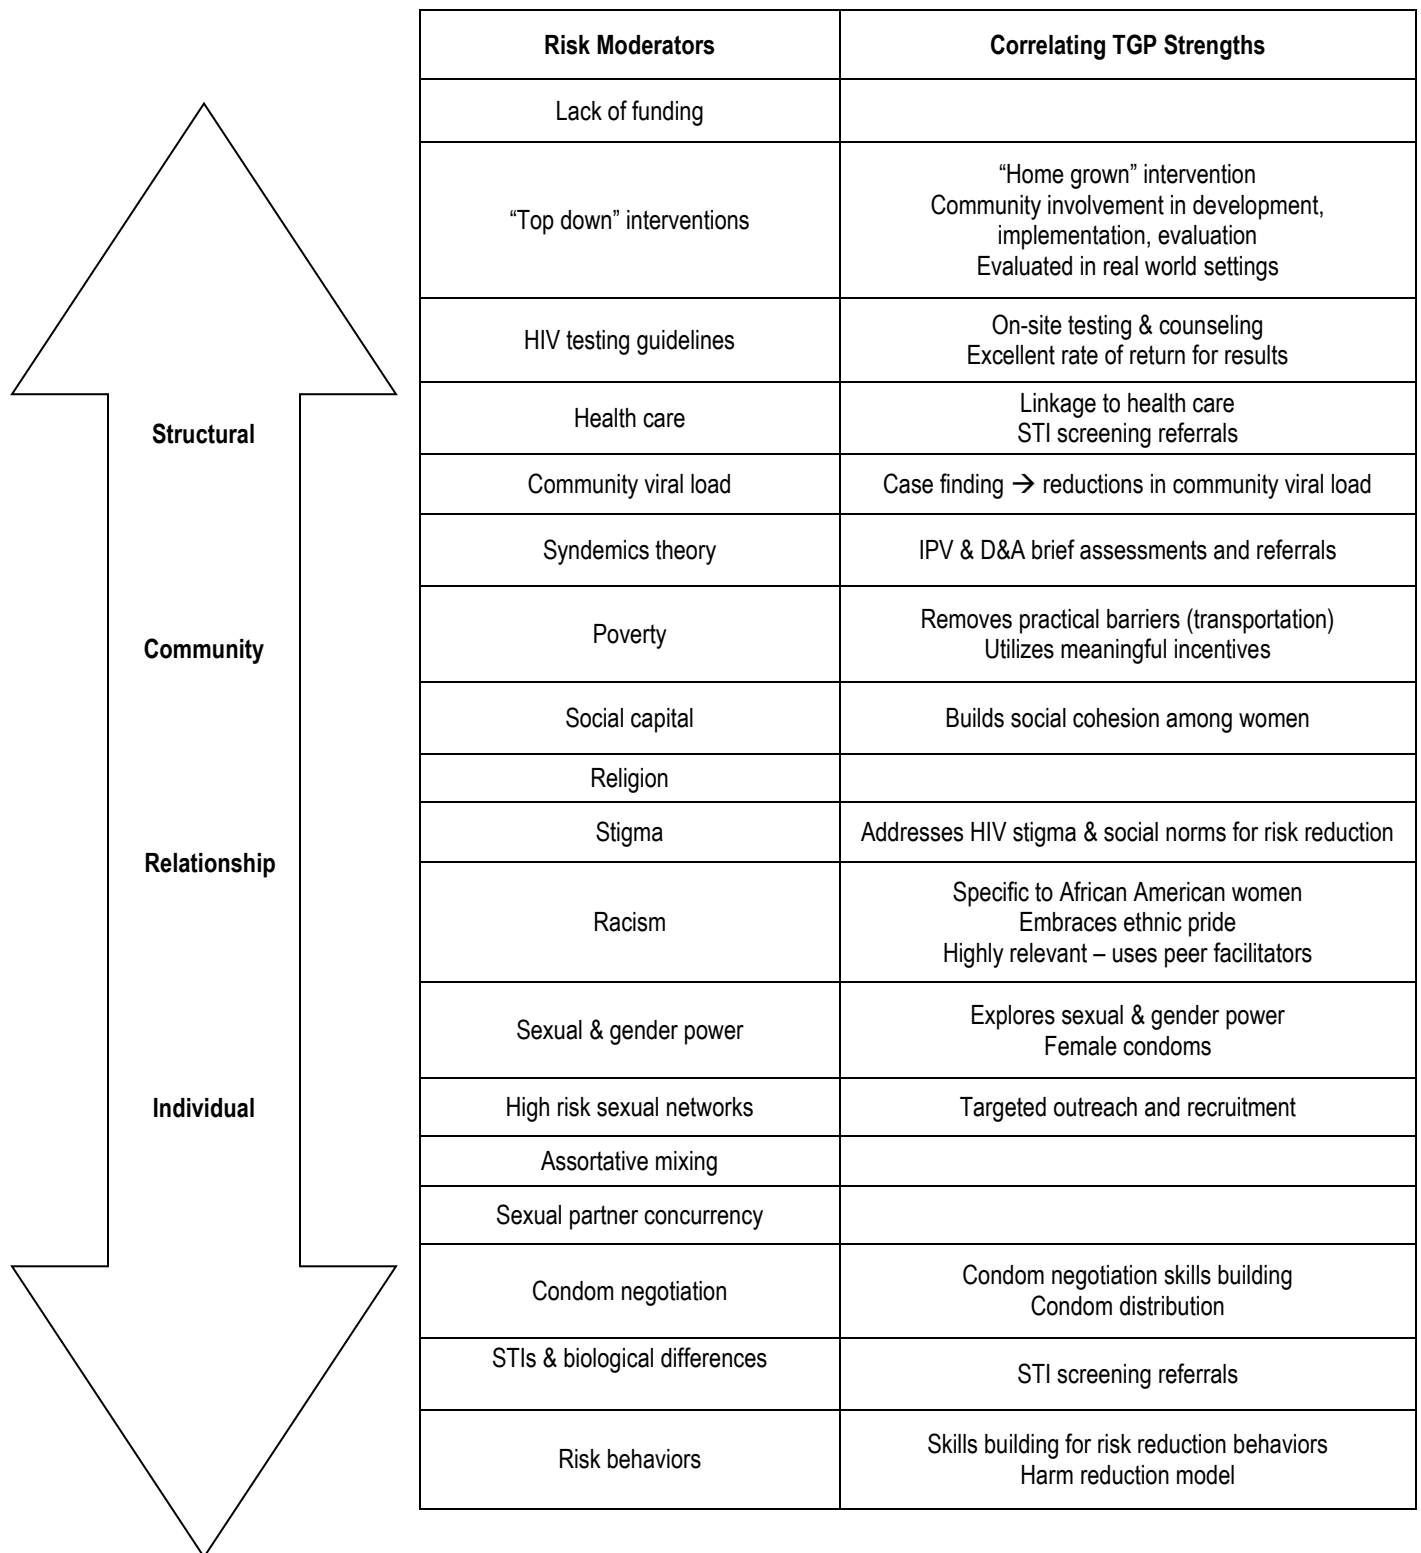 Risk Moderators
Correlating TGP Strengths
Lack of funding
“Top down” interventions
“Home grown” intervention
Community involvement in development,
implementation, evaluation
Evaluated in real world settings
HIV testing guidelines
On-site testing & counseling
Excellent rate of return for results
Structural
Health care
Linkage to health care
STI screening referrals
Community viral load
Case finding → reductions in community viral load
Syndemics theory
IPV & D&A brief assessments and referrals
Community
Poverty
Removes practical barriers (transportation)
Utilizes meaningful incentives
Social capital
Builds social cohesion among women
Religion
Stigma
Addresses HIV stigma & social norms for risk reduction
Relationship
Racism
Specific to African American women
Embraces ethnic pride
Highly relevant – uses peer facilitators
Sexual & gender power
Explores sexual & gender power
Female condoms
Individual
High risk sexual networks
Targeted outreach and recruitment
Assortative mixing
Sexual partner concurrency
Condom negotiation
Condom negotiation skills building
Condom distribution
STIs & biological differences
STI screening referrals
Risk behaviors
Skills building for risk reduction behaviors
Harm reduction model